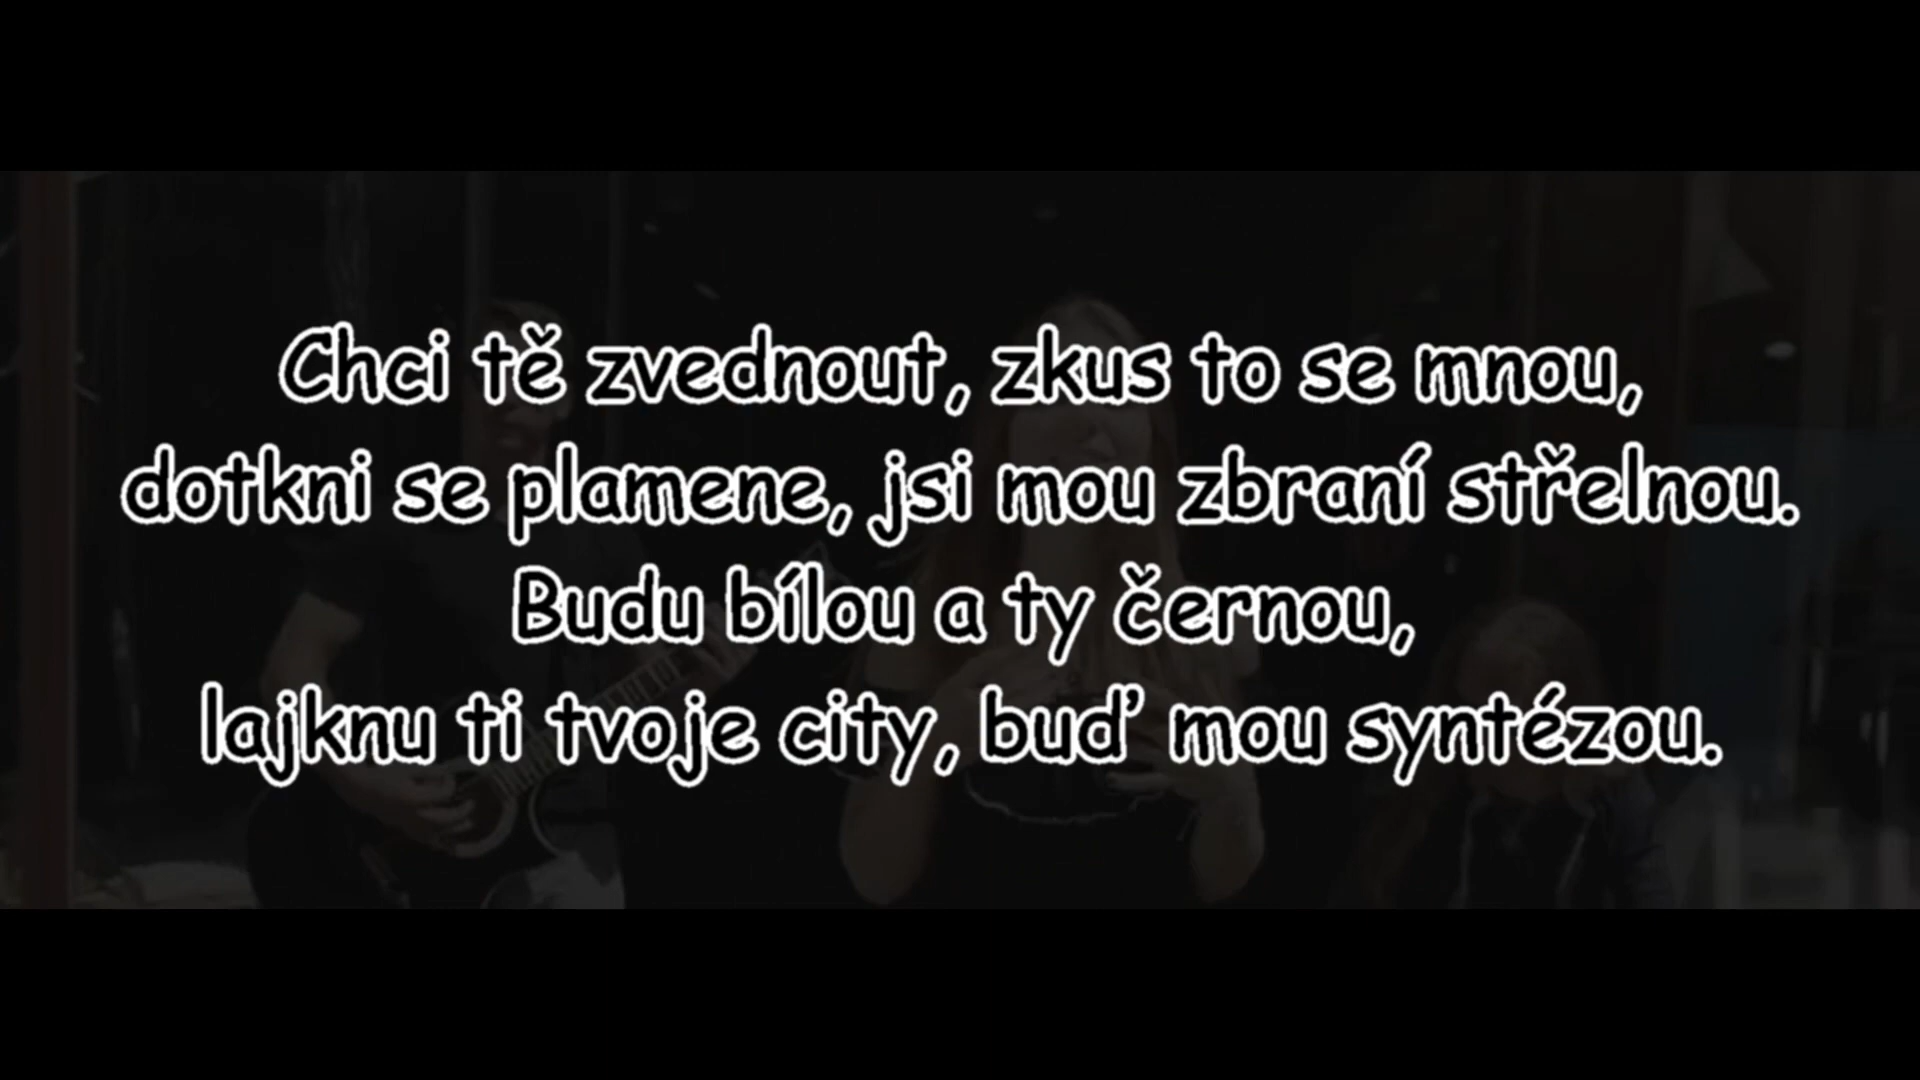 Chci tě zvednout, zkus to se mnou,
dotkni se plamene, jsi mou zbraní střelnou.
Budu bílou a ty černou,
lajknu ti tvoje city, buď mou syntézou.